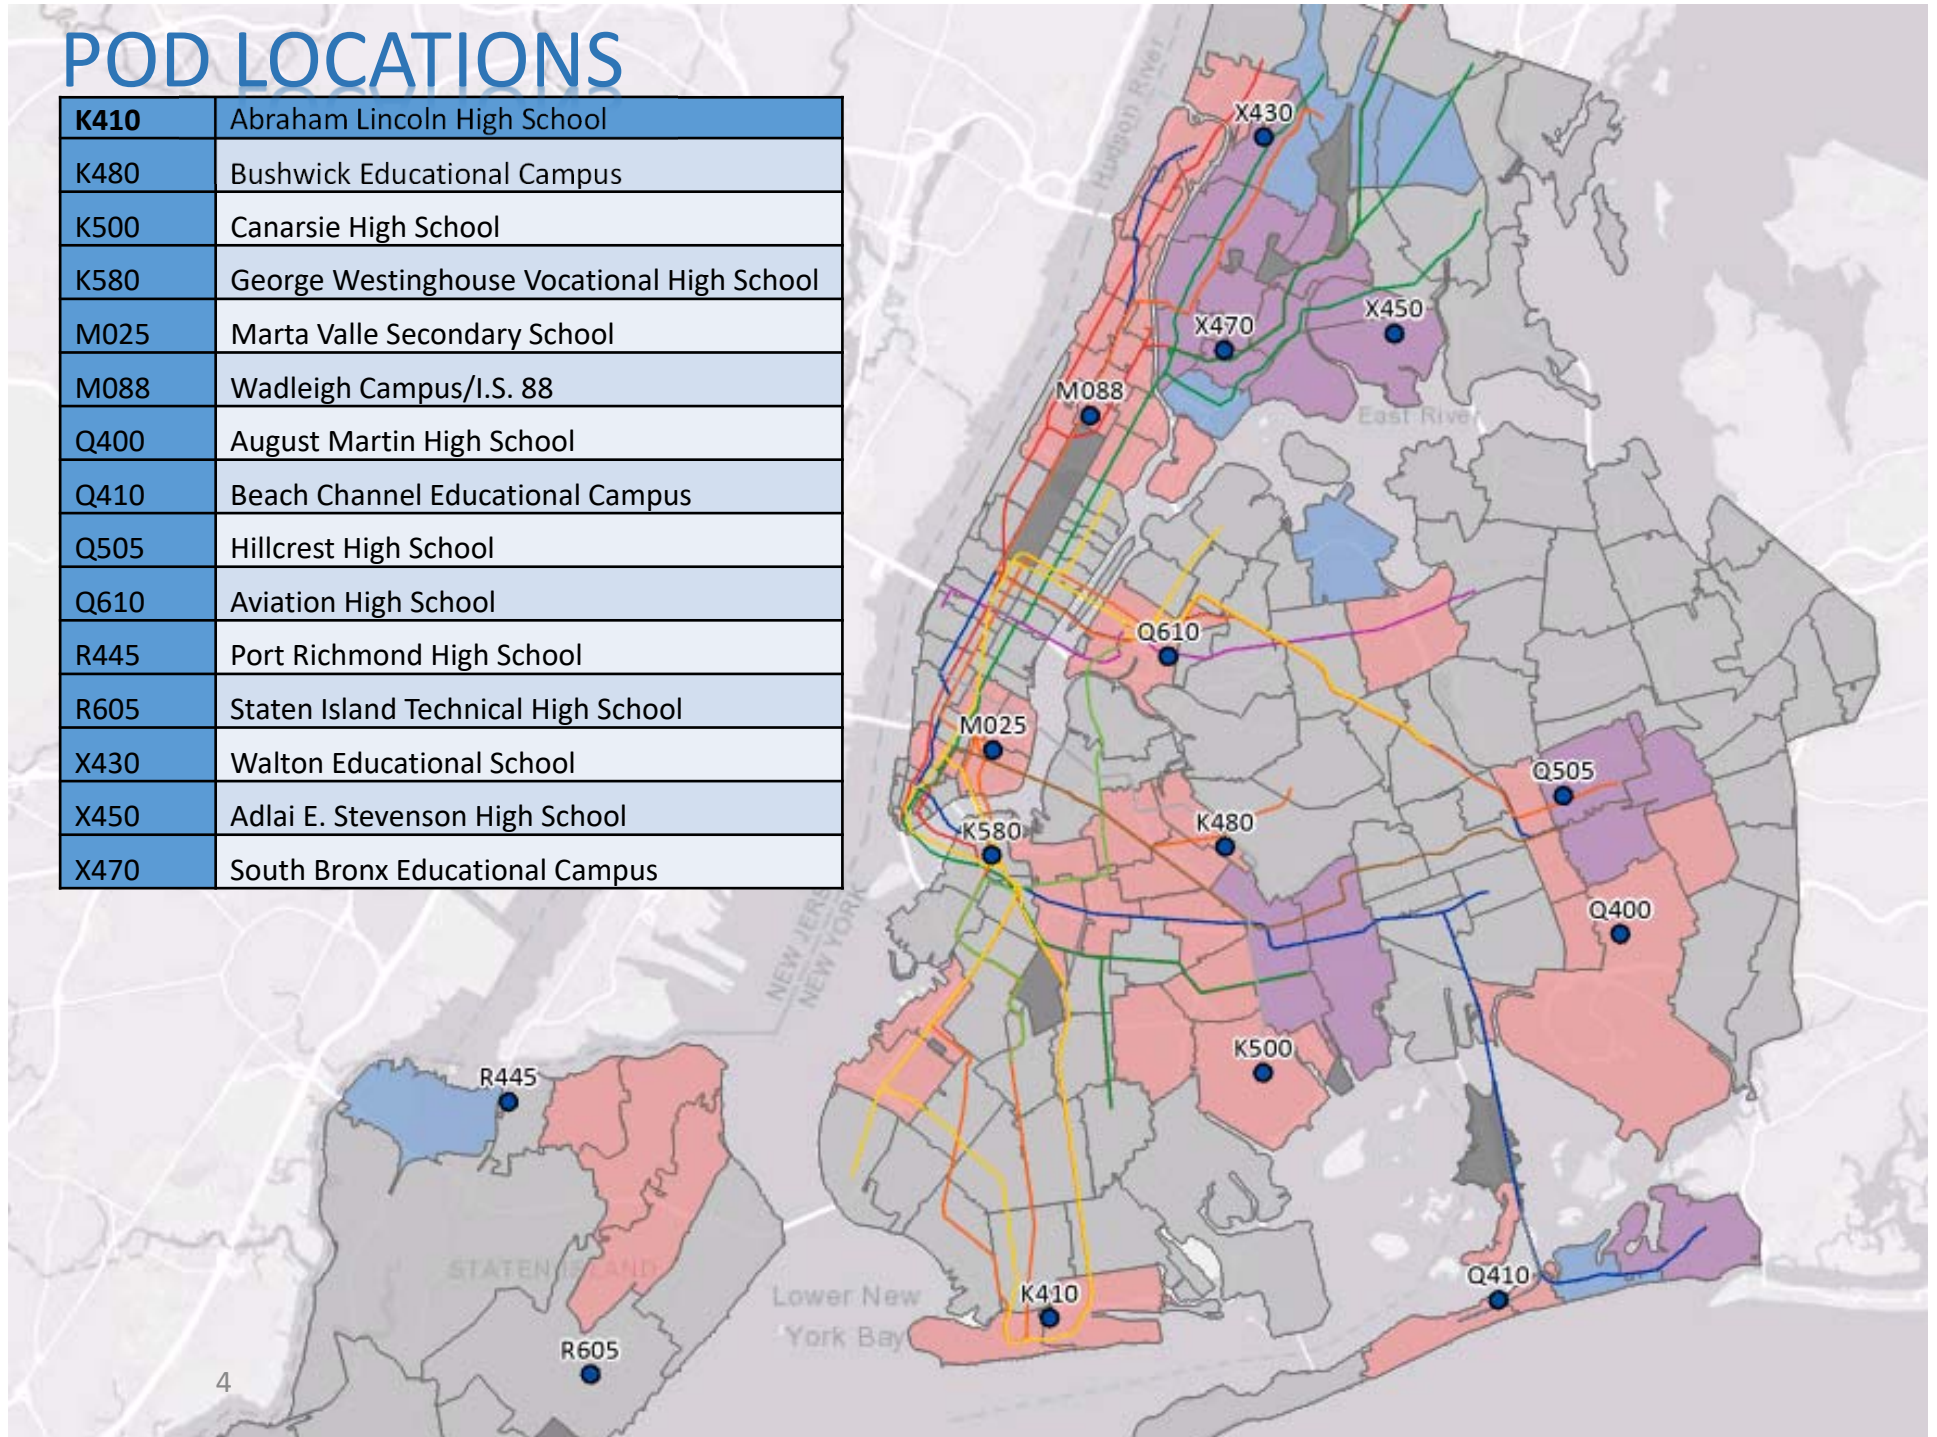 POD LOCATIONS
K410 Abraham Lincoln High School
K480 Bushwick Educational Campus
K500 Canarsie High School
K580 George Westinghouse Vocational High School
M025 Marta Valle Secondary School
M088 Wadleigh Campus/I.S. 88
Q400 August Martin High School
Q410 Beach Channel Educational Campus
Q505 Hillcrest High School
Q610 Aviation High School
R445 Port Richmond High School
R605 Staten Island Technical High School
X430 Walton Educational School
X450 Adlai E. Stevenson High School
X470 South Bronx Educational Campus
Hudson River
X430
X450
X470
M088
East River
Q610
M025
Q505
K580
K480
Q400
NEW JERS
NEW YORK
K500
R445
STATEN ISLAND
Q410
K410
Lower New
York Bay
R605
4